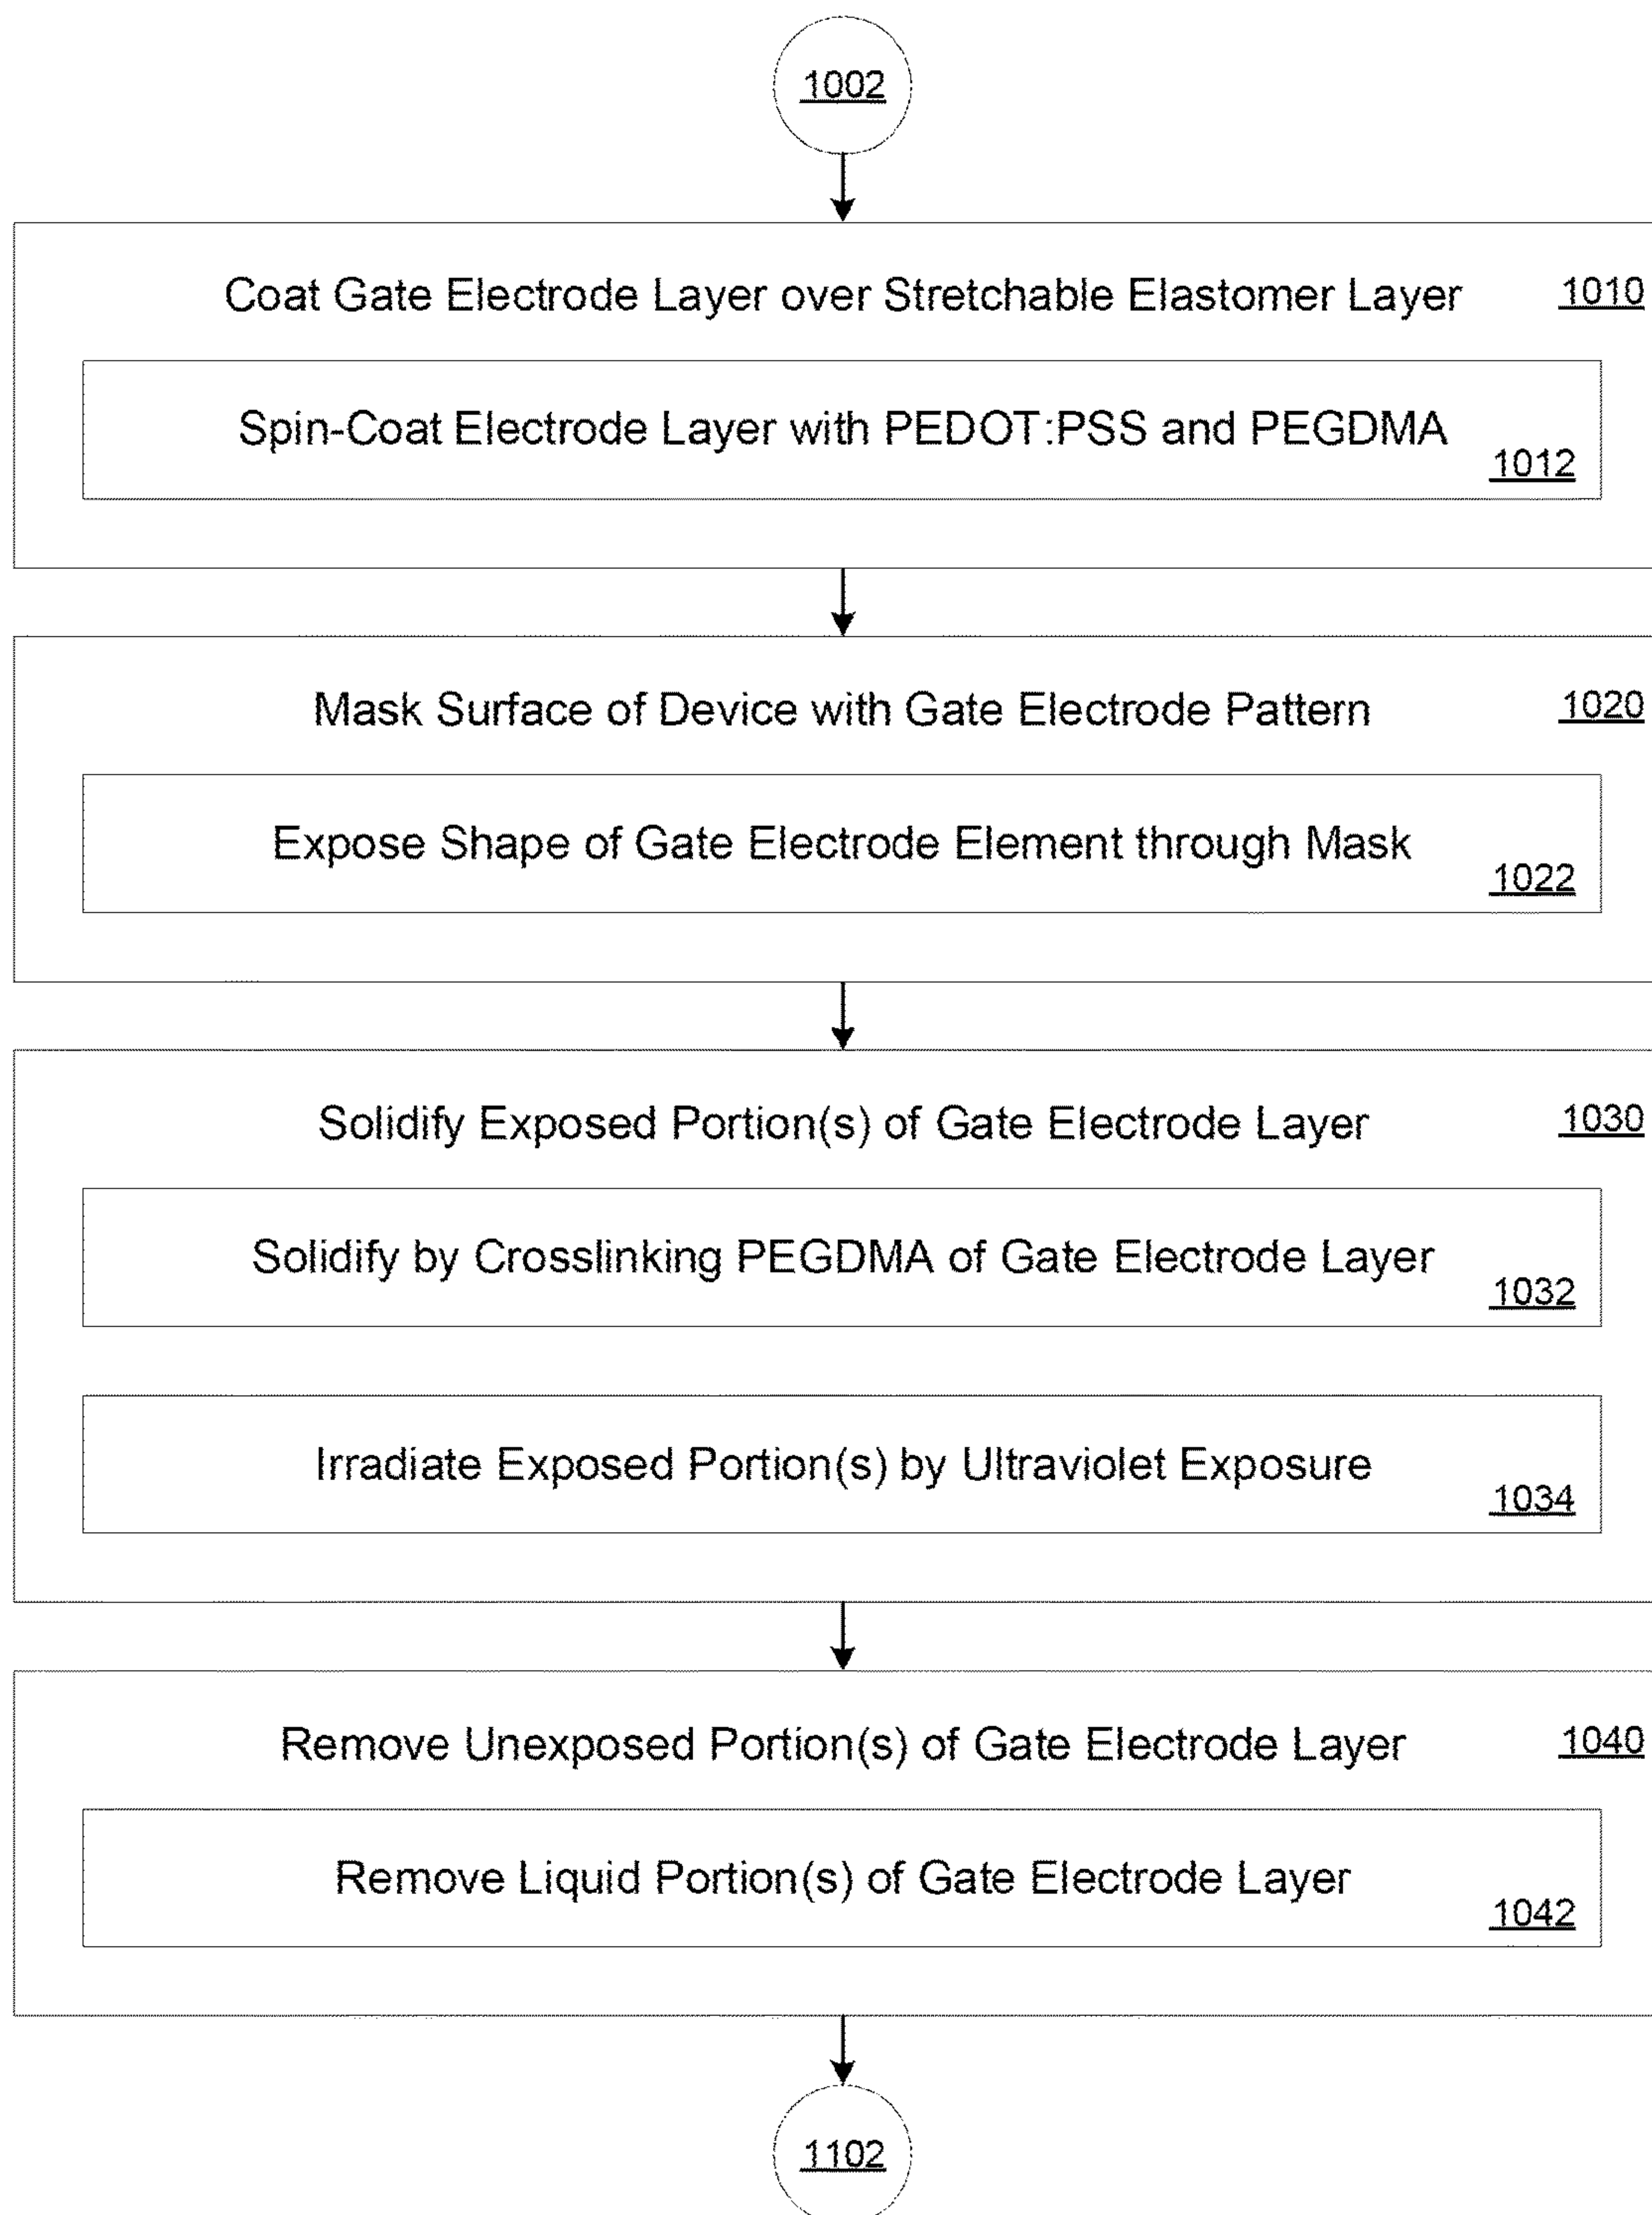 1002
Coat Gate Electrode Layer over Stretchable Elastomer Layer 1010
Spin-Coat Electrode Layer with PEDOT:PSS and PEGDMA
1012
Mask Surface of Device with Gate Electrode Pattern 1020
Expose Shape of Gate Electrode Element through Mask
1022
Solidify Exposed Portion(s) of Gate Electrode Layer 1030
Solidify by Crosslinking PEGDMA of Gate Electrode Layer
1032
Irradiate Exposed Portion(s) by Ultraviolet Exposure
1034
Remove Unexposed Portion(s) of Gate Electrode Layer 1040
Remove Liquid Portion(s) of Gate Electrode Layer
1042
1102